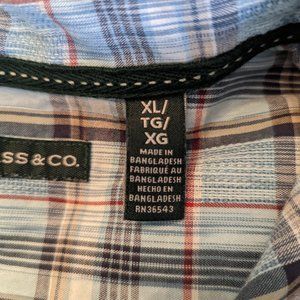 SS&CO.
XL/
TG/
XG
MADE IN
BANGLADESH
FABRIQUÉ AU
BANGLADESH
HECHO EN
BANGLADESH
RN36543